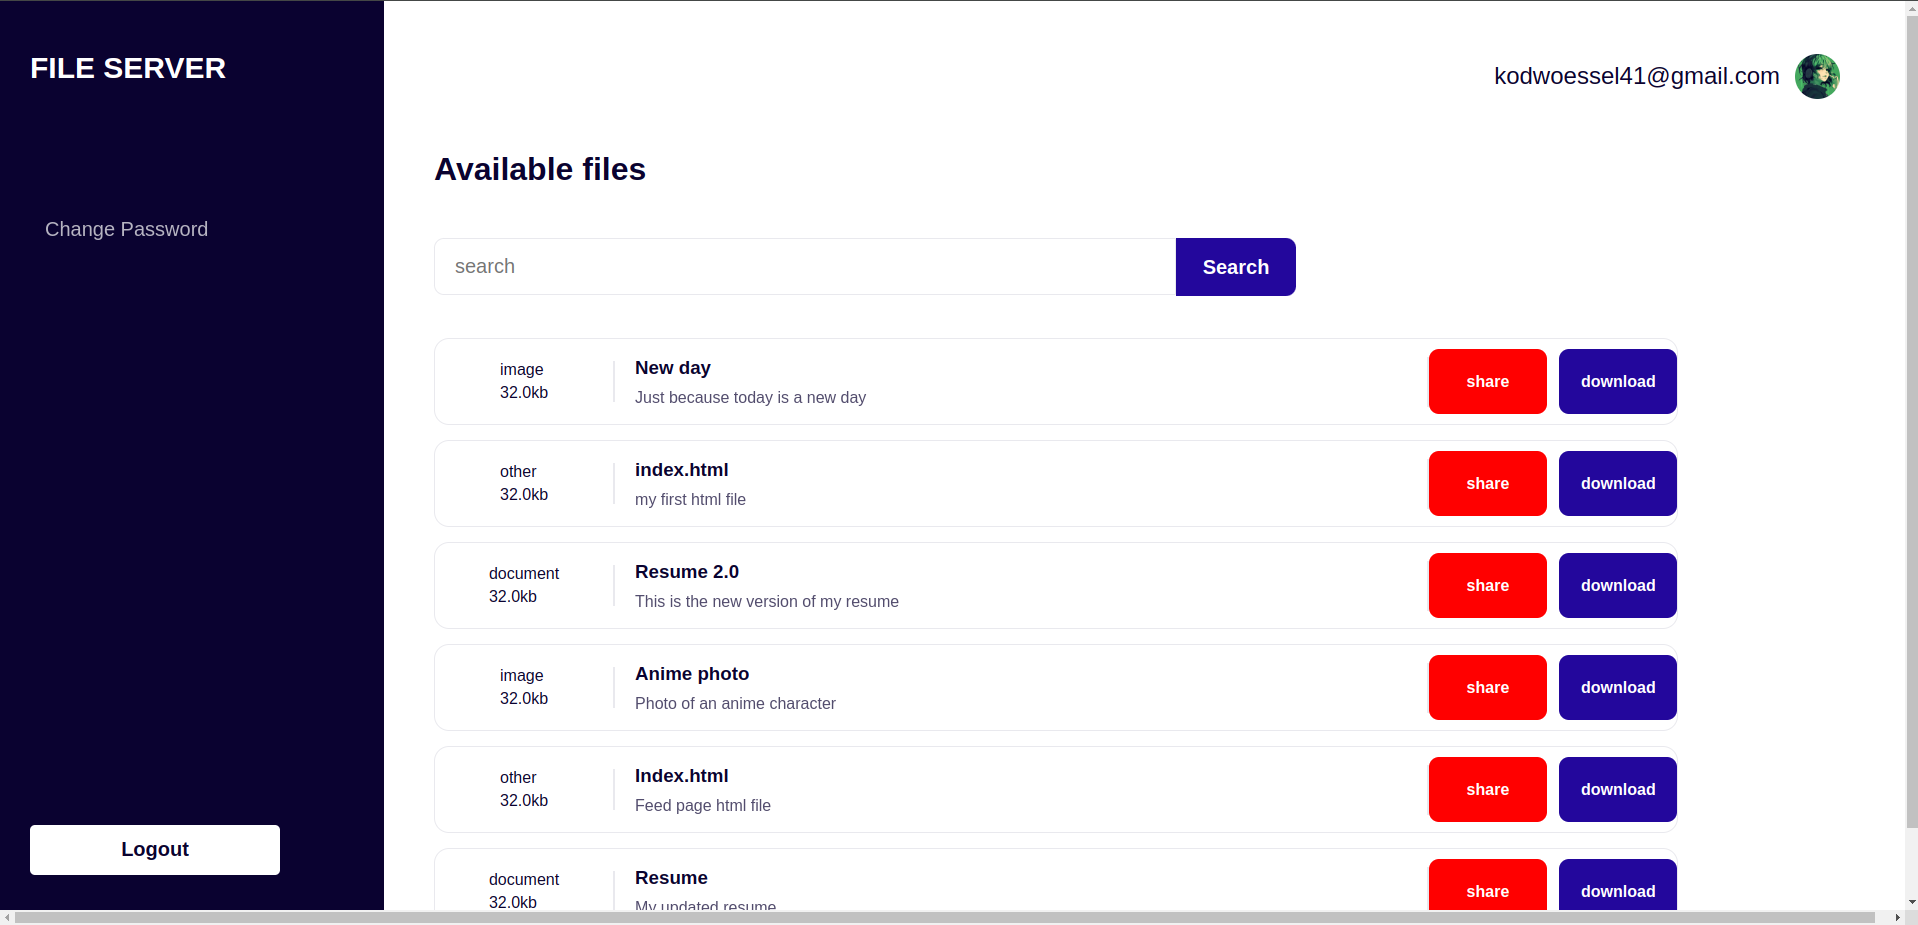 FILE SERVER
kodwoessel41@gmail.com
Available files
Change Password
search
Search
image
32.0kb
New day
Just because today is a new day
share
download
other
32.0kb
index.html
my first html file
share
download
document
32.0kb
Resume 2.0
This is the new version of my resume
share
download
image
32.0kb
Anime photo
Photo of an anime character
share
download
other
32.0kb
Index.html
Feed page html file
share
download
Logout
document
32.0kb
Resume
My updated resume
share
download